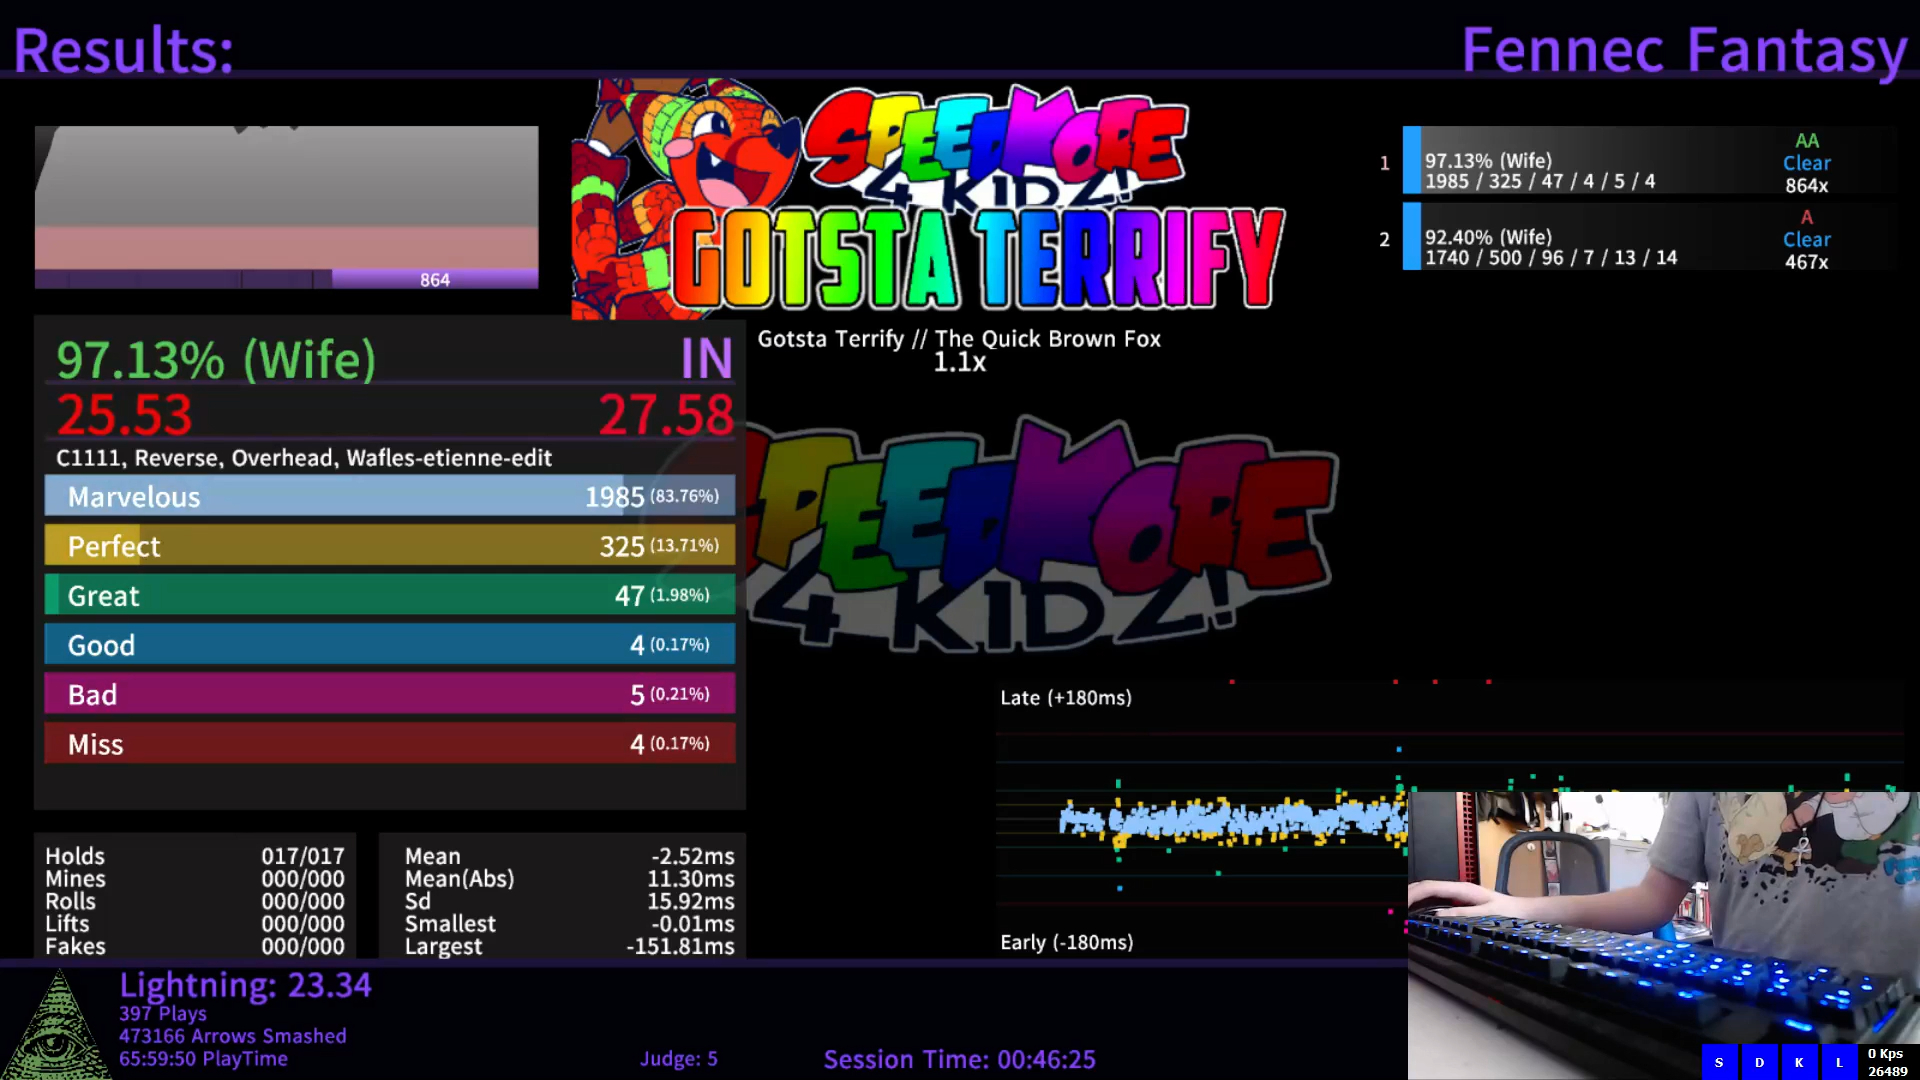 Results:
Fennec Fantasy
SPEEDKORE
4 KIDZ!
GOTSTA TERRIFY
Gotsta Terrify // The Quick Brown Fox
1.1x
864
1
97.13% (Wife)
1985 / 325 / 47 / 4 / 5 / 4
AA
Clear
864x
2
92.40% (Wife)
1740 / 500 / 96 / 7 / 13 / 14
A
Clear
467x
97.13% (Wife) IN
25.53 27.58
C1111, Reverse, Overhead, Wafles-etienne-edit
Marvelous 1985 (83.76%)
Perfect 325 (13.71%)
Great 47 (1.98%)
Good 4 (0.17%)
Bad 5 (0.21%)
Miss 4 (0.17%)
SPEEDKORE
4 KIDZ!
Holds 017/017
Mines 000/000
Rolls 000/000
Lifts 000/000
Fakes 000/000
Mean -2.52ms
Mean(Abs) 11.30ms
Sd 15.92ms
Smallest -0.01ms
Largest -151.81ms
Late (+180ms)
Early (-180ms)
Lightning: 23.34
397 Plays
473166 Arrows Smashed
65:59:50 PlayTime
Judge: 5
Session Time: 00:46:25
S D K L
0 Kps
26489